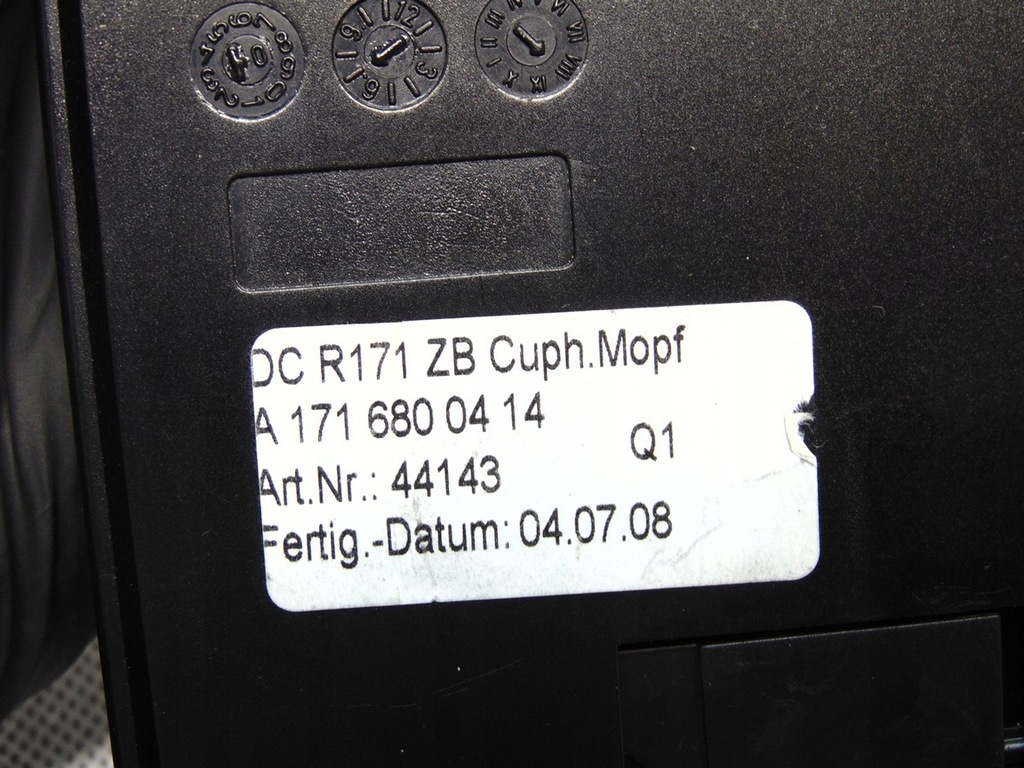 DC R171 ZB Cuph.Mopf
A 171 680 04 14
Q1
Art.Nr.: 44143
Fertig.-Datum: 04.07.08